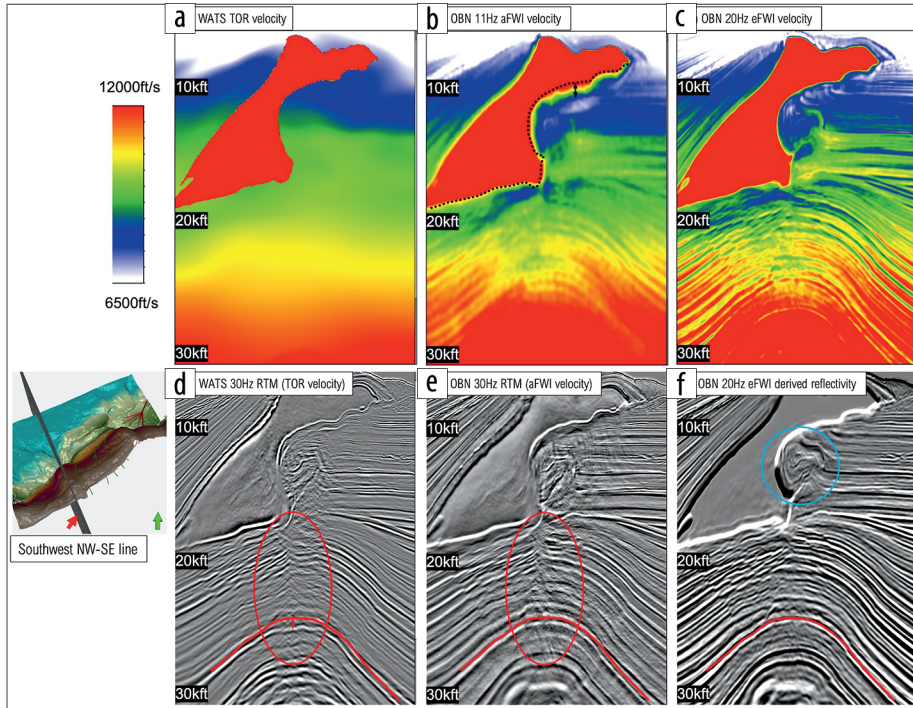 a WATS TOR velocity
b OBN 11Hz aFWI velocity
c OBN 20Hz eFWI velocity
12000ft/s
6500ft/s
10kft
20kft
30kft
10kft
20kft
30kft
10kft
20kft
30kft
d WATS 30Hz RTM (TOR velocity)
e OBN 30Hz RTM (aFWI velocity)
f OBN 20Hz eFWI derived reflectivity
10kft
20kft
30kft
10kft
20kft
30kft
10kft
20kft
30kft
Southwest NW-SE line